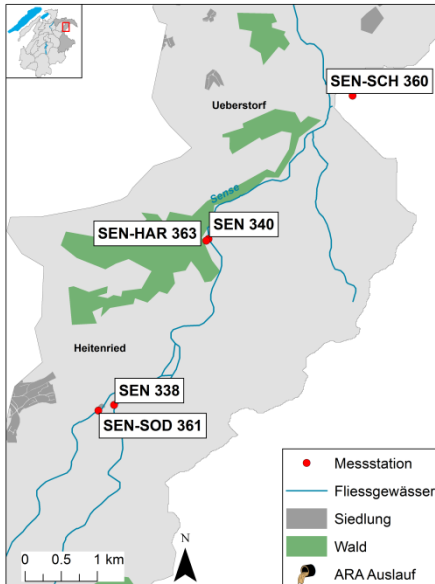 SEN-SCH 360
Ueberstorf
Sense
SEN-HAR 363
SEN 340
Heitenried
SEN 338
SEN-SOD 361
Messstation
Fliessgewässer
Siedlung
Wald
ARA Auslauf
N
0 0.5 1 km